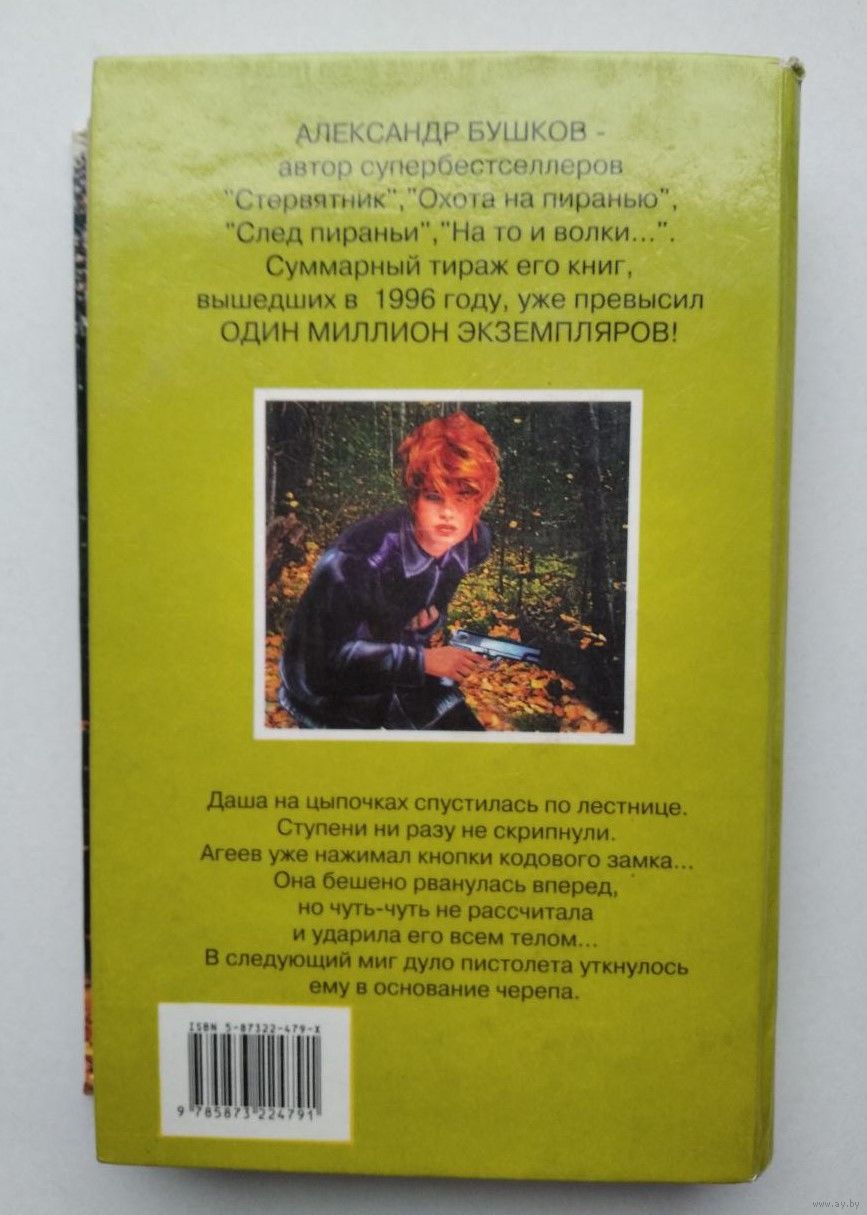 АЛЕКСАНДР БУШКОВ -
автор супербестселлеров
"Стервятник","Охота на пиранью",
"След пираньи","На то и волки...".
Суммарный тираж его книг,
вышедших в 1996 году, уже превысил
ОДИН МИЛЛИОН ЭКЗЕМПЛЯРОВ!
Даша на цыпочках спустилась по лестнице.
Ступени ни разу не скрипнули.
Агеев уже нажимал кнопки кодового замка...
Она бешено рванулась вперед,
но чуть-чуть не рассчитала
и ударила его всем телом...
В следующий миг дуло пистолета уткнулось
ему в основание черепа.
ISBN 5-87322-479-X
9 785873 224791
www.ay.by